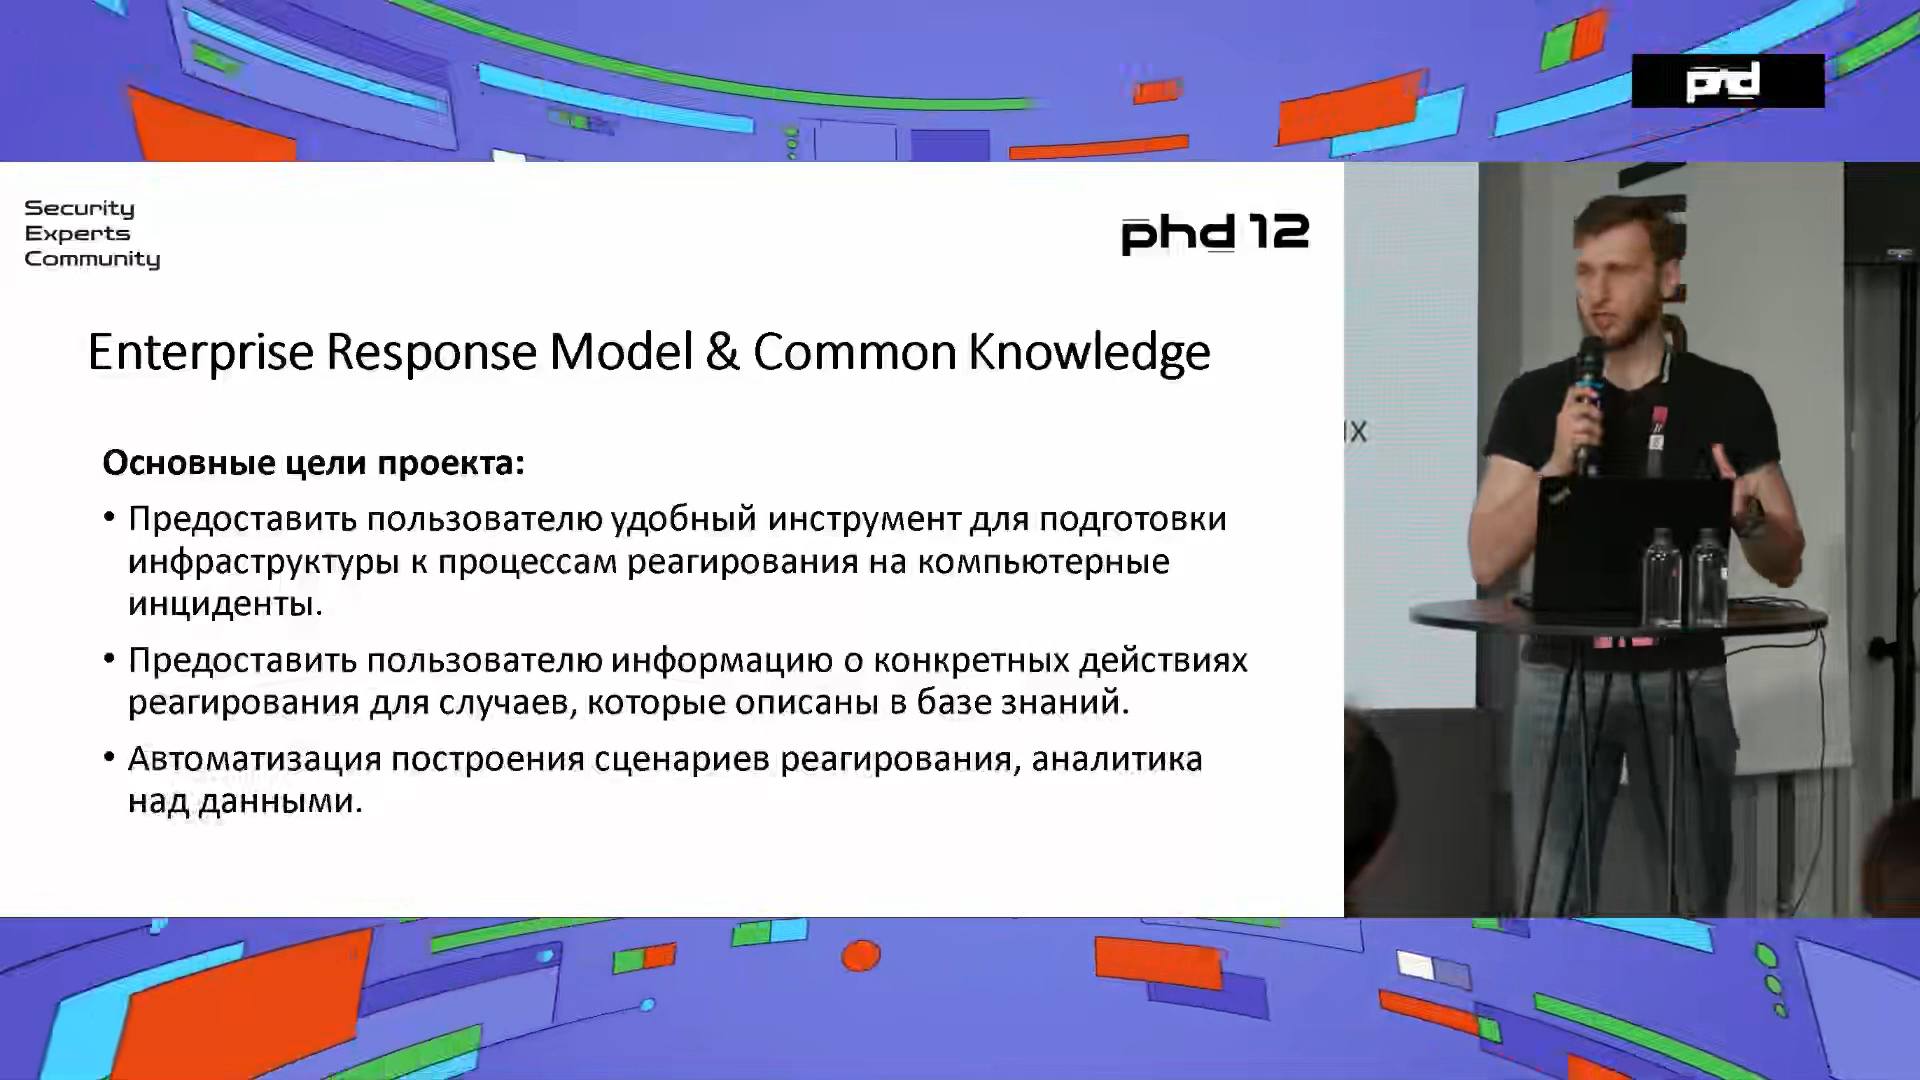 phd
Security
Experts
Community
phd 12
Enterprise Response Model & Common Knowledge
Основные цели проекта:
• Предоставить пользователю удобный инструмент для подготовки
инфраструктуры к процессам реагирования на компьютерные
инциденты.
• Предоставить пользователю информацию о конкретных действиях
реагирования для случаев, которые описаны в базе знаний.
• Автоматизация построения сценариев реагирования, аналитика
над данными.